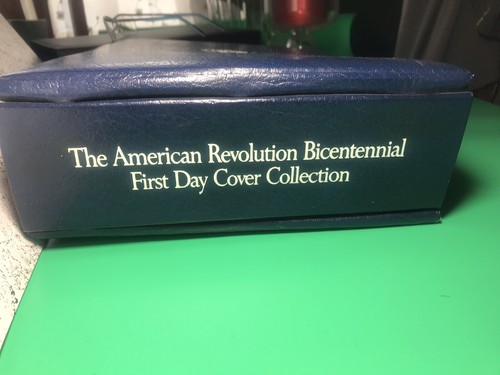 The American Revolution Bicentennial
First Day Cover Collection